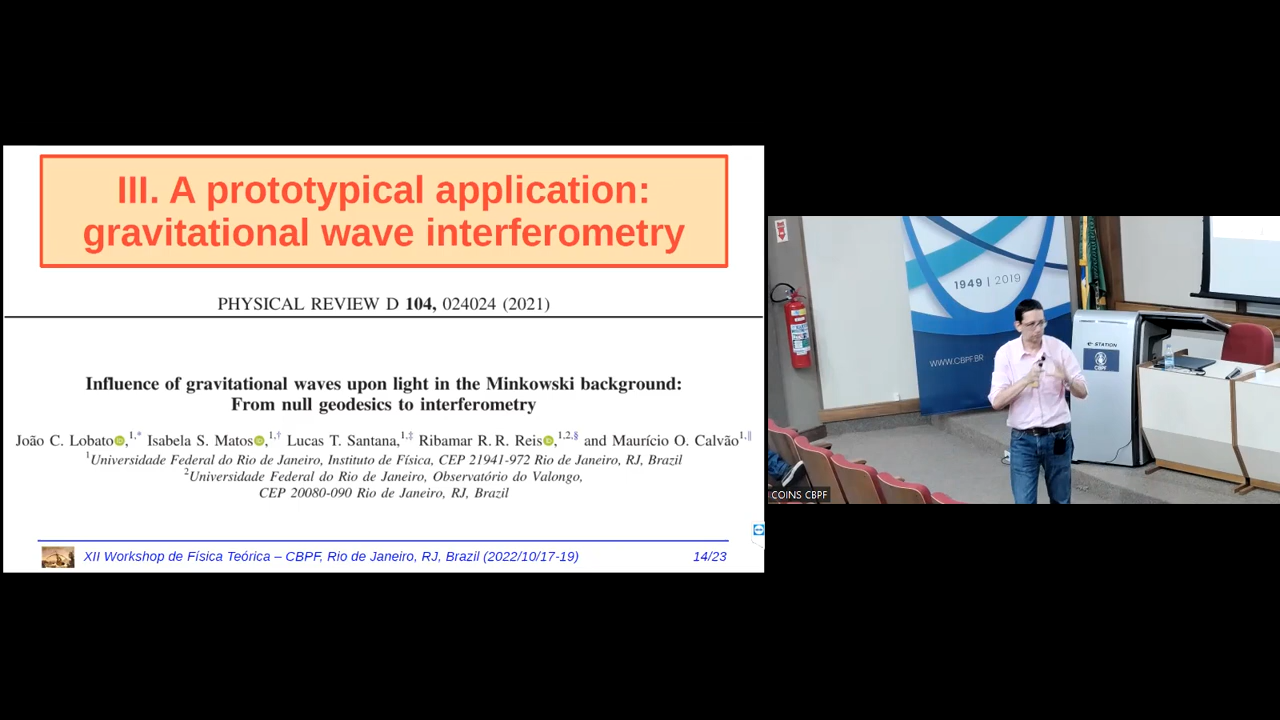 III. A prototypical application:
gravitational wave interferometry
PHYSICAL REVIEW D 104, 024024 (2021)
Influence of gravitational waves upon light in the Minkowski background:
From null geodesics to interferometry
João C. Lobato,1,* Isabela S. Matos,1,† Lucas T. Santana,1,‡ Ribamar R. R. Reis,1,2,§ and Maurício O. Calvão1,||
1Universidade Federal do Rio de Janeiro, Instituto de Física, CEP 21941-972 Rio de Janeiro, RJ, Brazil
2Universidade Federal do Rio de Janeiro, Observatório do Valongo,
CEP 20080-090 Rio de Janeiro, RJ, Brazil
XII Workshop de Física Teórica – CBPF, Rio de Janeiro, RJ, Brazil (2022/10/17-19)
14/23
1949 | 2019
WWW.CBPF.BR
e-STATION
CBPF
COINS CBPF